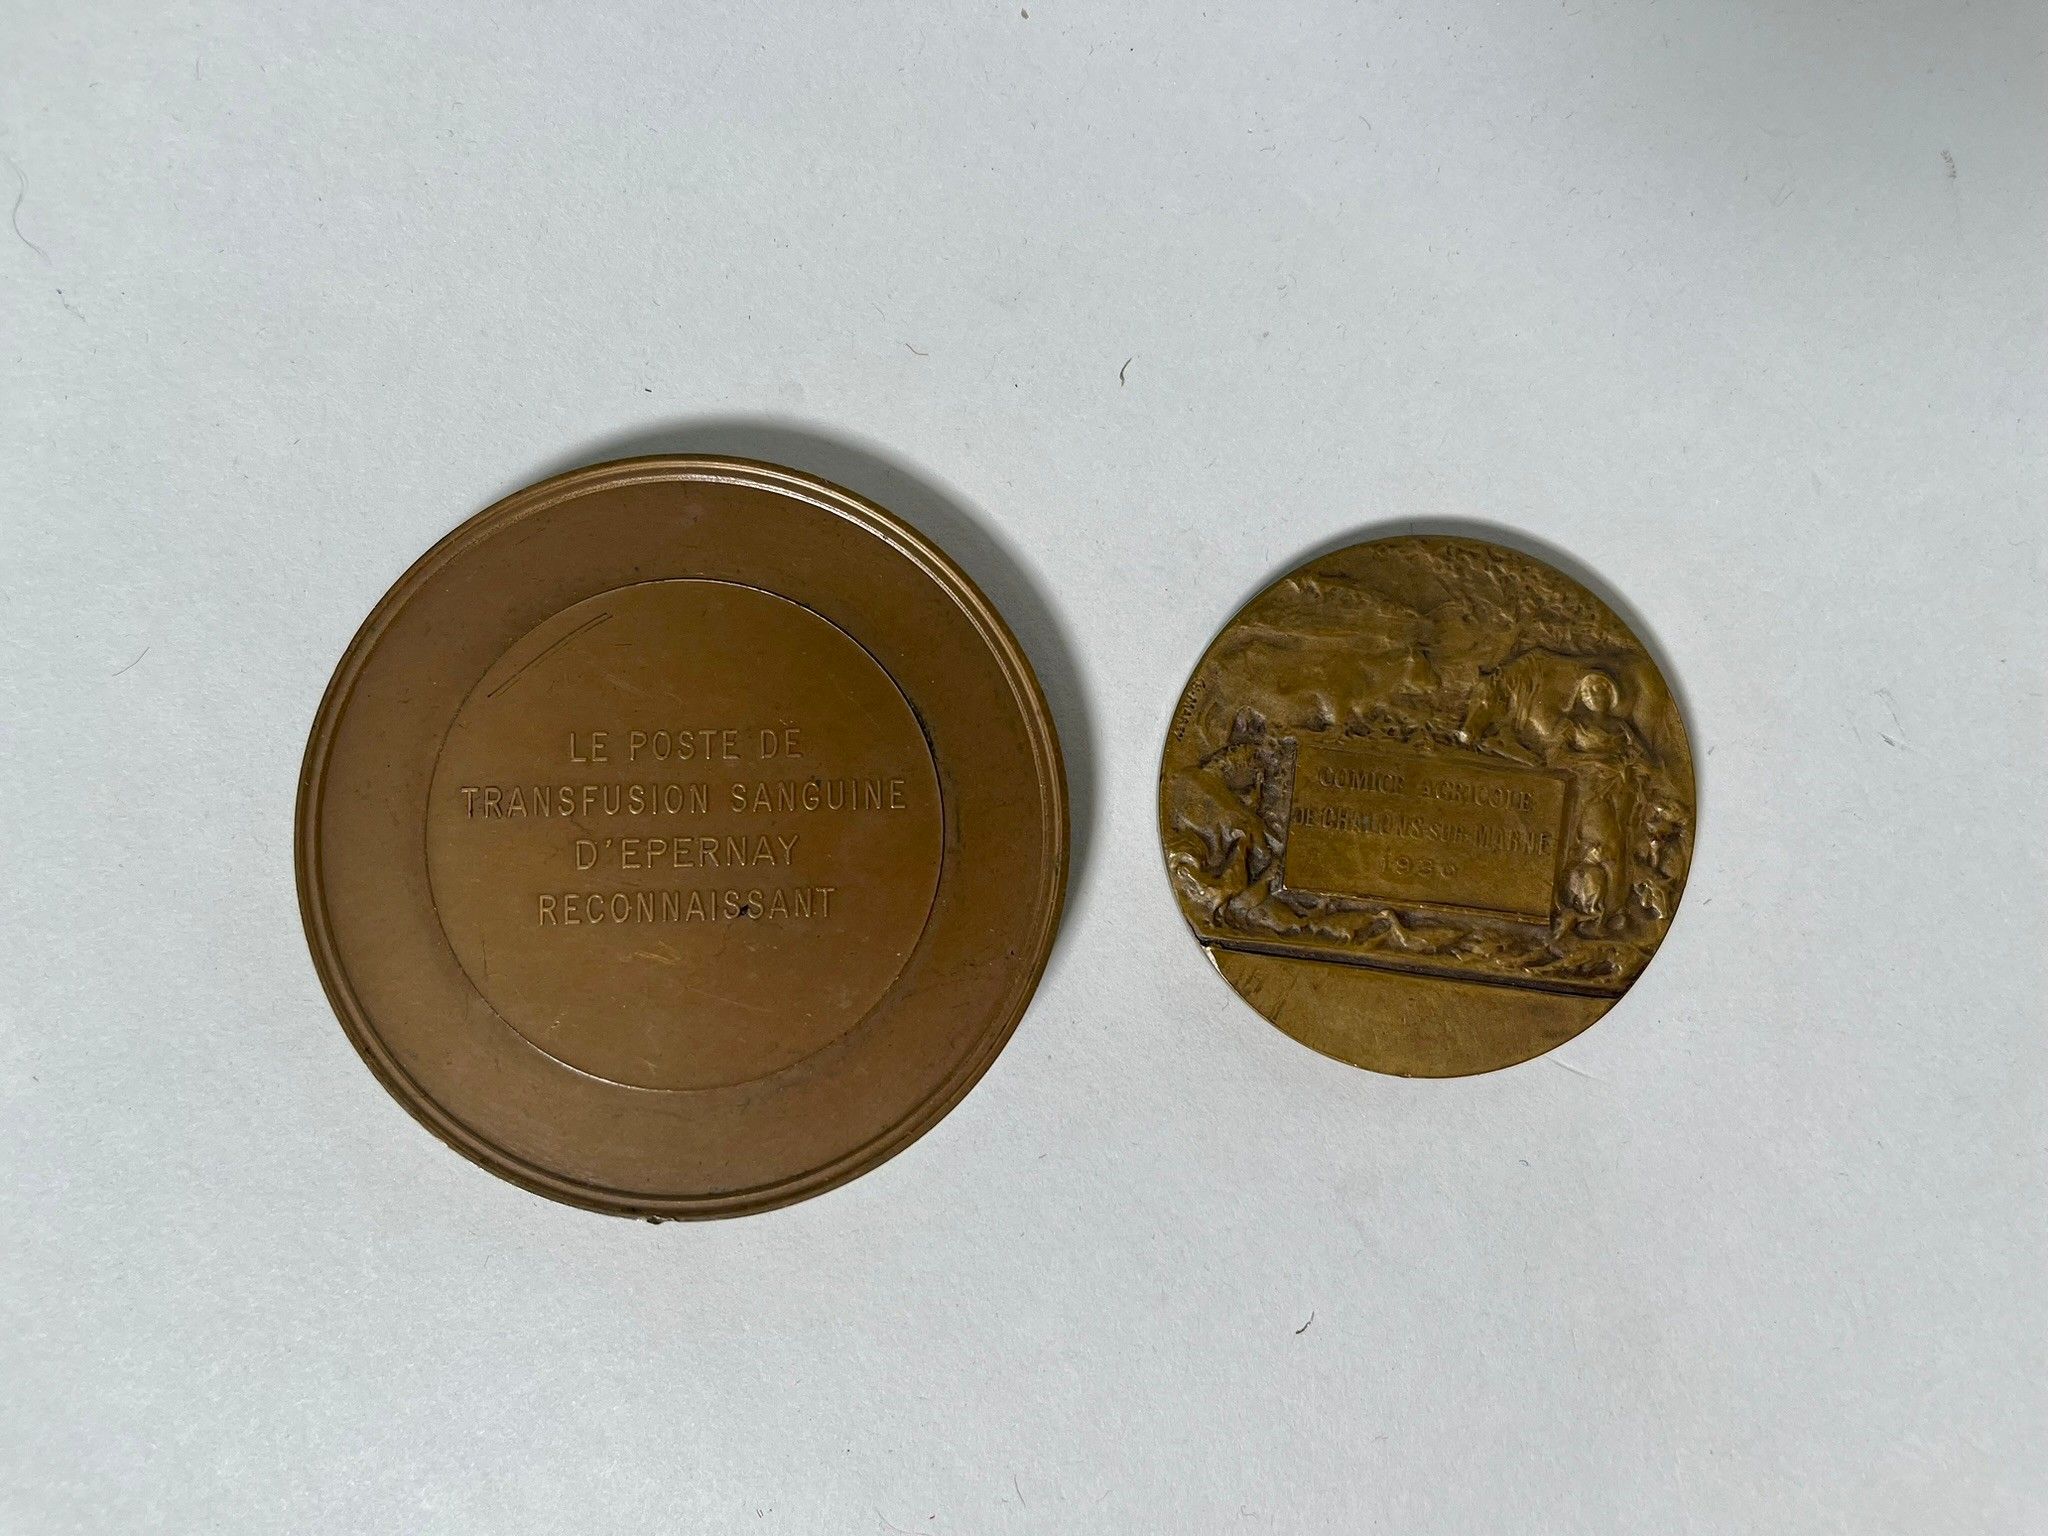 LE POSTE DE
TRANSFUSION SANGUINE
D'EPERNAY
RECONNAISSANT
COMICE AGRICOLE
DE CHALONS-SUR-MARNE